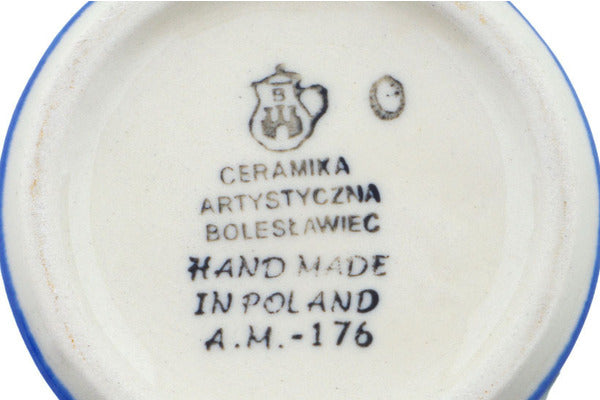 B
CERAMIKA
ARTYSTYCZNA
BOLESŁAWIEC
HAND MADE
IN POLAND
A.M.-176